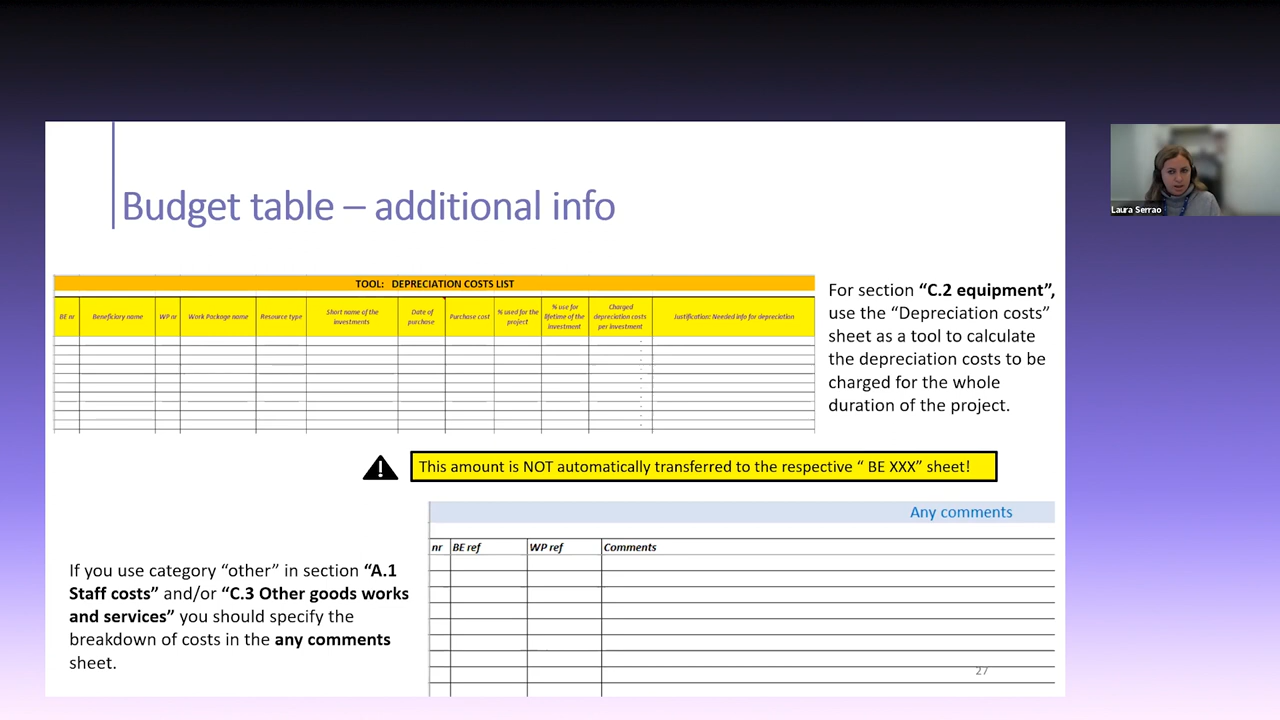 Budget table – additional info
TOOL: DEPRECIATION COSTS LIST
BE nr
Beneficiary name
WP nr
Work Package name
Resource type
Short name of the
investments
Date of
purchase
Purchase cost
% used for the
project
% use for
lifetime of the
investment
Charged
depreciation costs
per investment
Justification: Needed info for depreciation
For section “C.2 equipment”,
use the “Depreciation costs”
sheet as a tool to calculate
the depreciation costs to be
charged for the whole
duration of the project.
This amount is NOT automatically transferred to the respective “ BE XXX” sheet!
If you use category “other” in section “A.1
Staff costs” and/or “C.3 Other goods works
and services” you should specify the
breakdown of costs in the any comments
sheet.
Any comments
nr
BE ref
WP ref
Comments
27
Laura Serrao